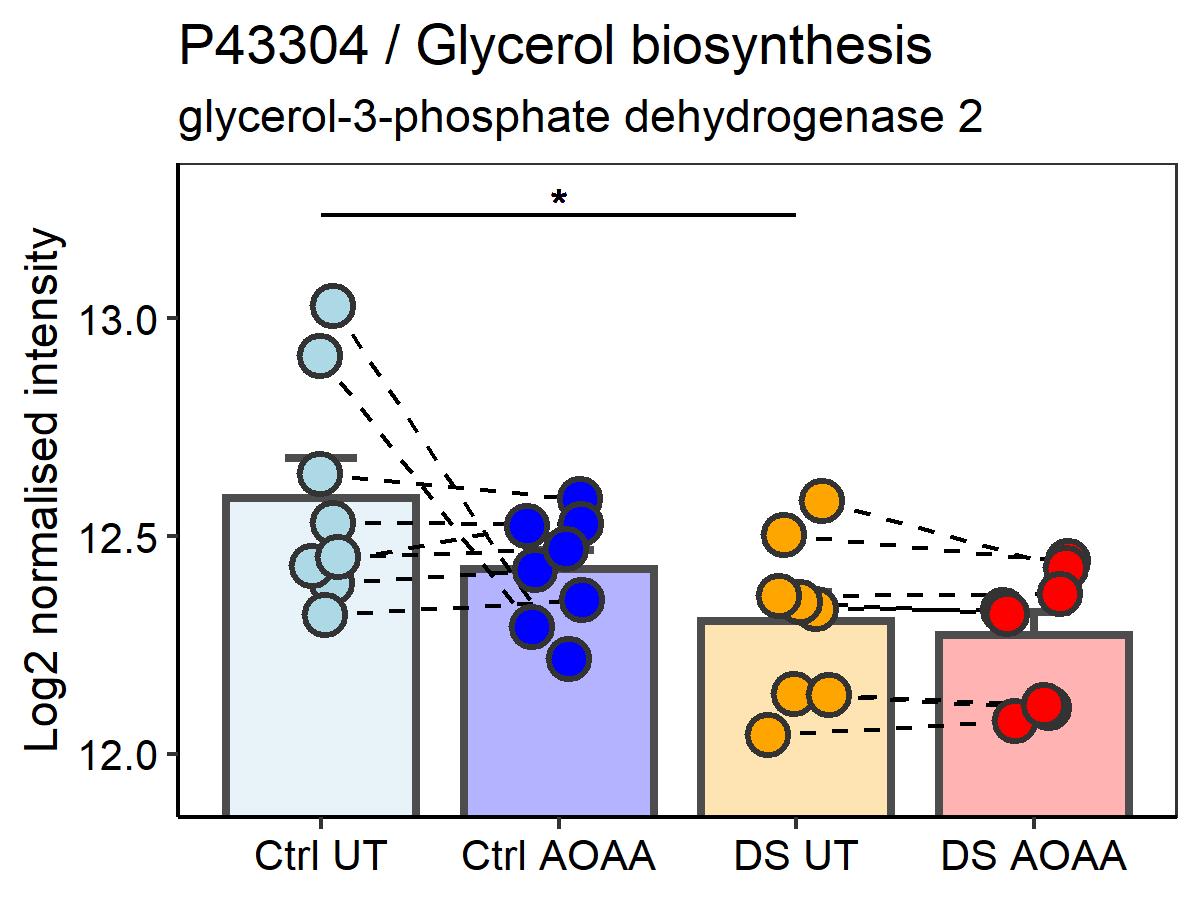 P43304 / Glycerol biosynthesis
glycerol-3-phosphate dehydrogenase 2
*
Log2 normalised intensity
13.0
12.5
12.0
Ctrl UT
Ctrl AOAA
DS UT
DS AOAA